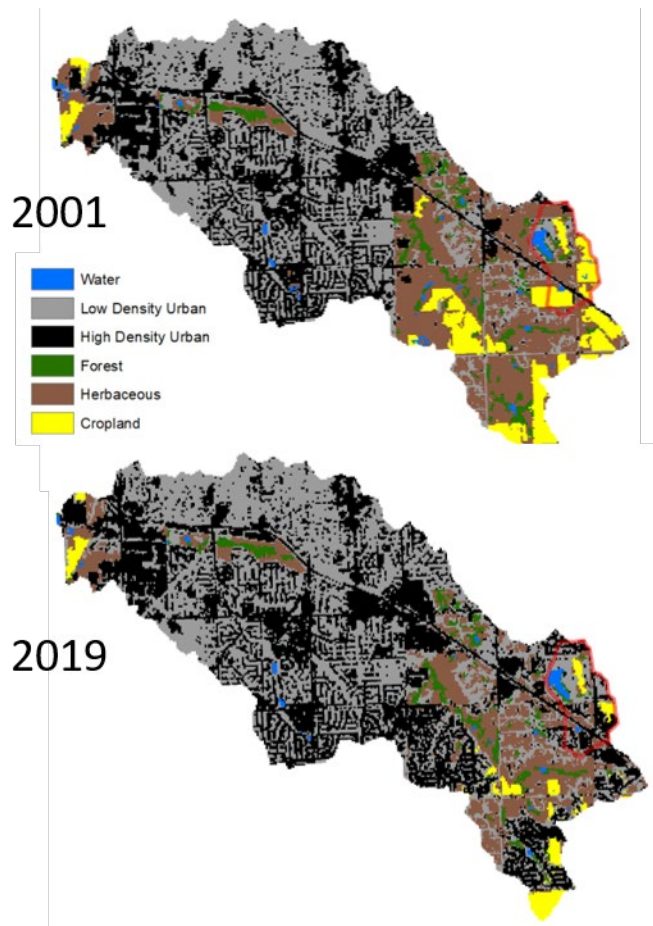 2001
Water
Low Density Urban
High Density Urban
Forest
Herbaceous
Cropland
2019